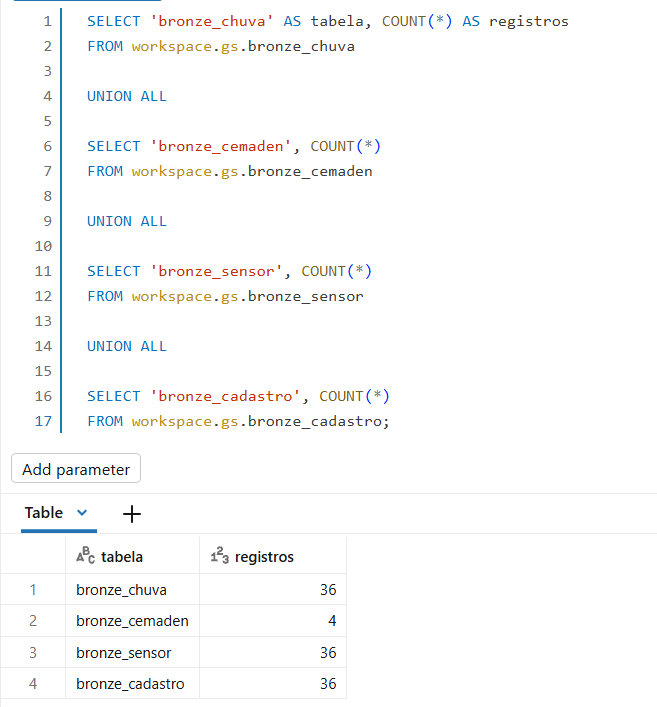 1 SELECT 'bronze_chuva' AS tabela, COUNT(*) AS registros
2 FROM workspace.gs.bronze_chuva
3
4 UNION ALL
5
6 SELECT 'bronze_cemaden', COUNT(*)
7 FROM workspace.gs.bronze_cemaden
8
9 UNION ALL
10
11 SELECT 'bronze_sensor', COUNT(*)
12 FROM workspace.gs.bronze_sensor
13
14 UNION ALL
15
16 SELECT 'bronze_cadastro', COUNT(*)
17 FROM workspace.gs.bronze_cadastro;
Add parameter
Table +
ABC tabela 123 registros
1 bronze_chuva 36
2 bronze_cemaden 4
3 bronze_sensor 36
4 bronze_cadastro 36